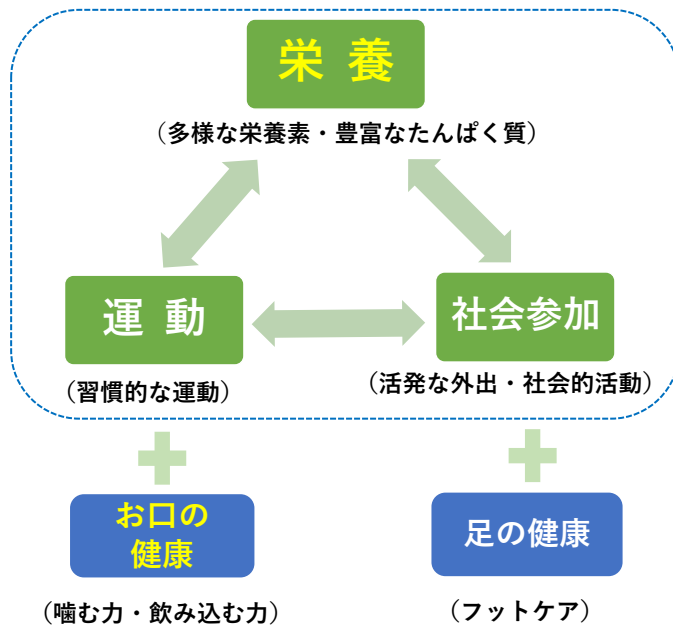 栄 養
（多様な栄養素・豊富なたんぱく質）
運 動
社会参加
（習慣的な運動）
（活発な外出・社会的活動）
お口の
健康
足の健康
（噛む力・飲み込む力）
（フットケア）